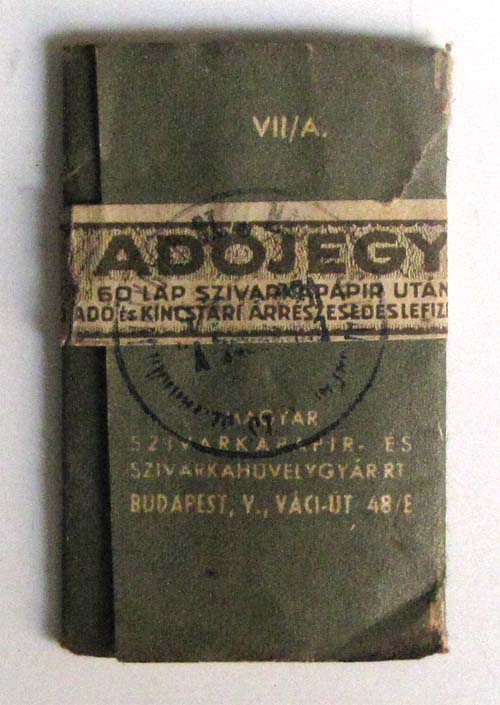 VII/A.
ADÓJEGY
60 LAP SZIVARKAPAPIR UTÁN
ADÓ és KINCSTÁRI ÁRRÉSZESEDÉS LEFIZ
MAGYAR
SZIVARKAPAPIR- ÉS
SZIVARKAHÜVELYGYÁR RT
BUDAPEST, V., VÁCI-ÚT 48/E